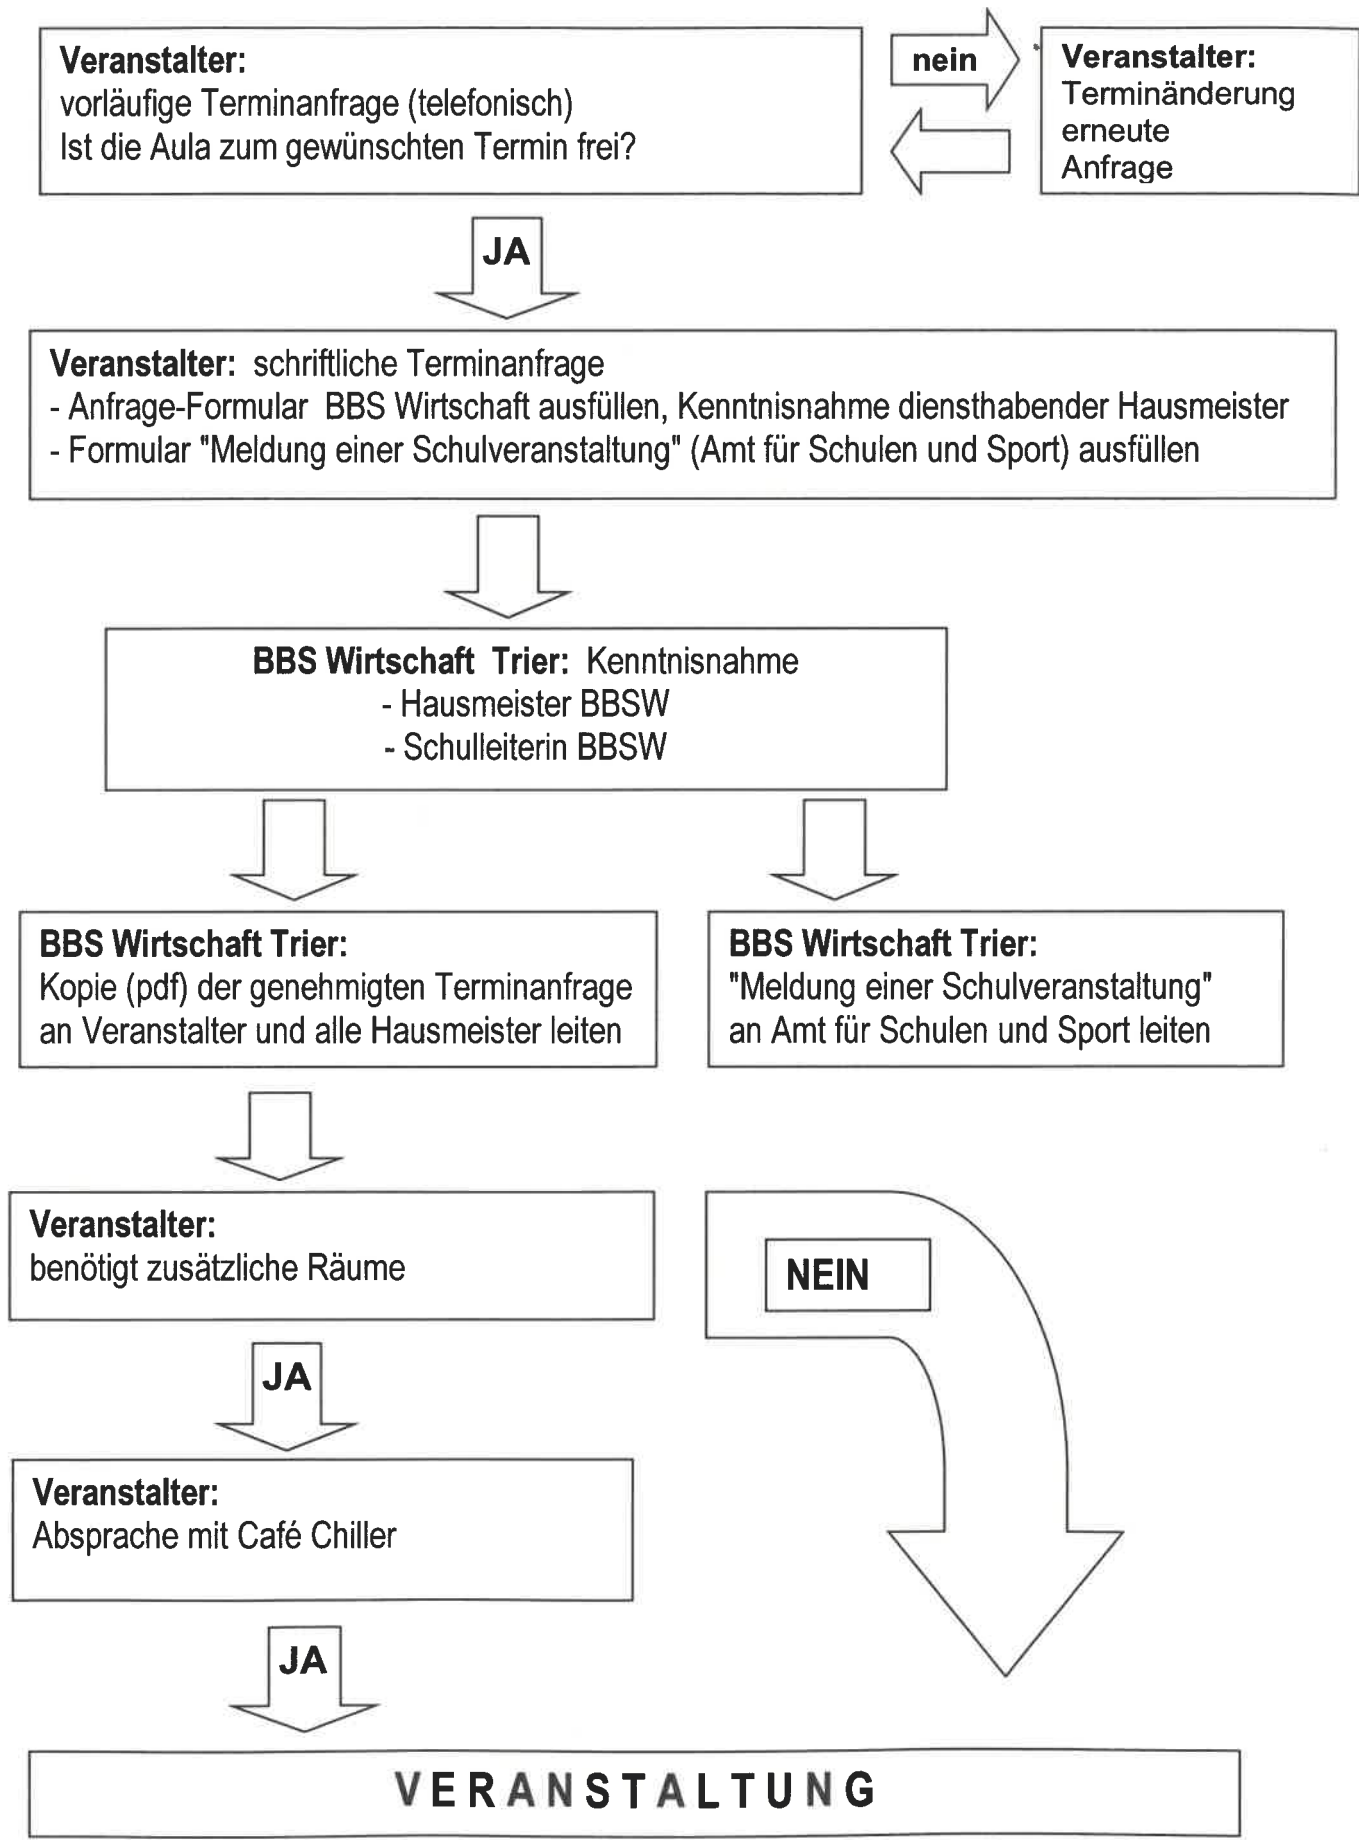 Veranstalter:
vorläufige Terminanfrage (telefonisch)
Ist die Aula zum gewünschten Termin frei?
nein
Veranstalter:
Terminänderung
erneute
Anfrage
JA
Veranstalter: schriftliche Terminanfrage
- Anfrage-Formular BBS Wirtschaft ausfüllen, Kenntnisnahme diensthabender Hausmeister
- Formular "Meldung einer Schulveranstaltung" (Amt für Schulen und Sport) ausfüllen
BBS Wirtschaft Trier: Kenntnisnahme
- Hausmeister BBSW
- Schulleiterin BBSW
BBS Wirtschaft Trier:
Kopie (pdf) der genehmigten Terminanfrage
an Veranstalter und alle Hausmeister leiten
BBS Wirtschaft Trier:
"Meldung einer Schulveranstaltung"
an Amt für Schulen und Sport leiten
Veranstalter:
benötigt zusätzliche Räume
NEIN
JA
Veranstalter:
Absprache mit Café Chiller
JA
VERANSTALTUNG